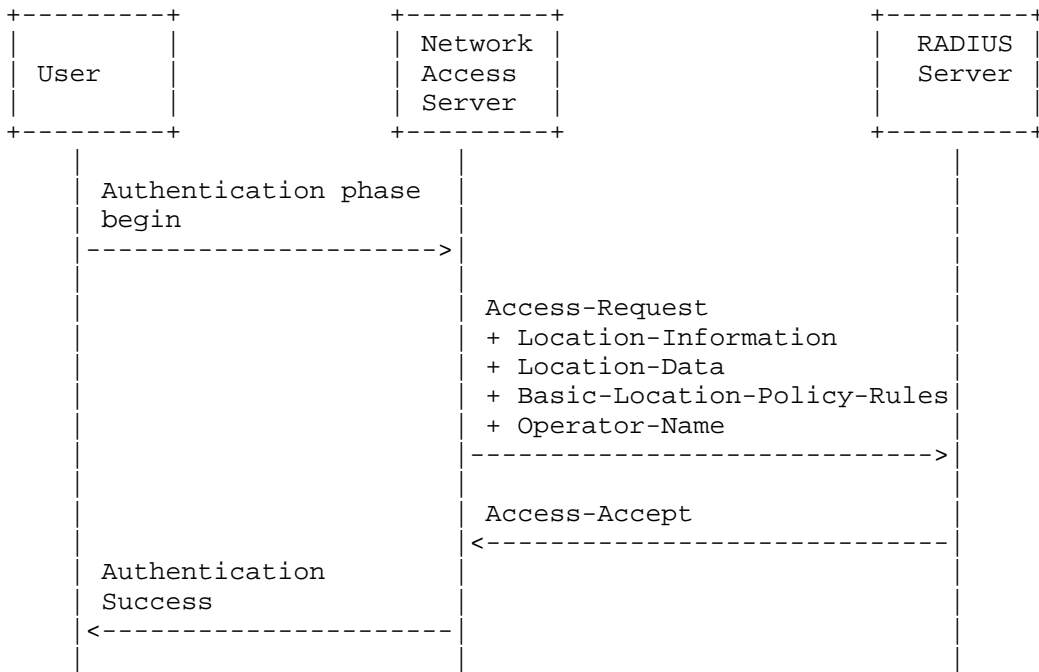 User
Network
Access
Server
RADIUS
Server
Authentication phase
begin
Access-Request
+ Location-Information
+ Location-Data
+ Basic-Location-Policy-Rules
+ Operator-Name
Access-Accept
Authentication
Success